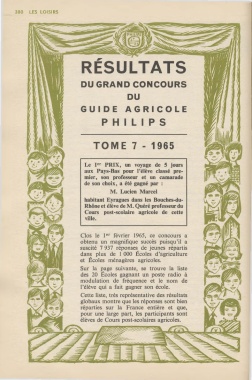 390 LES LOISIRS
RÉSULTATS
DU GRAND CONCOURS
DU
GUIDE AGRICOLE
PHILIPS
TOME 7 - 1965
Le 1er PRIX, un voyage de 5 jours
aux Pays-Bas pour l'élève classé pre-
mier, son professeur et un camarade
de son choix, a été gagné par :
M. Lucien Marcel
habitant Eyragues dans les Bouches-du-
Rhône et élève de M. Quéré professeur du
Cours post-scolaire agricole de cette
ville.
Clos le 1er février 1965, ce concours a
obtenu un magnifique succès puisqu'il a
suscité 7 957 réponses de jeunes répartis
dans plus de 1 000 Écoles d'agriculture
et Écoles ménagères agricoles.
Sur la page suivante, se trouve la liste
des 20 Écoles gagnant un poste radio à
modulation de fréquence et le nom de
l'élève qui a fait gagner son école.
Cette liste, très représentative des résultats
globaux montre que les réponses sont bien
réparties sur la France entière et que,
pour une large part, les participants sont
élèves de Cours post-scolaires agricoles.